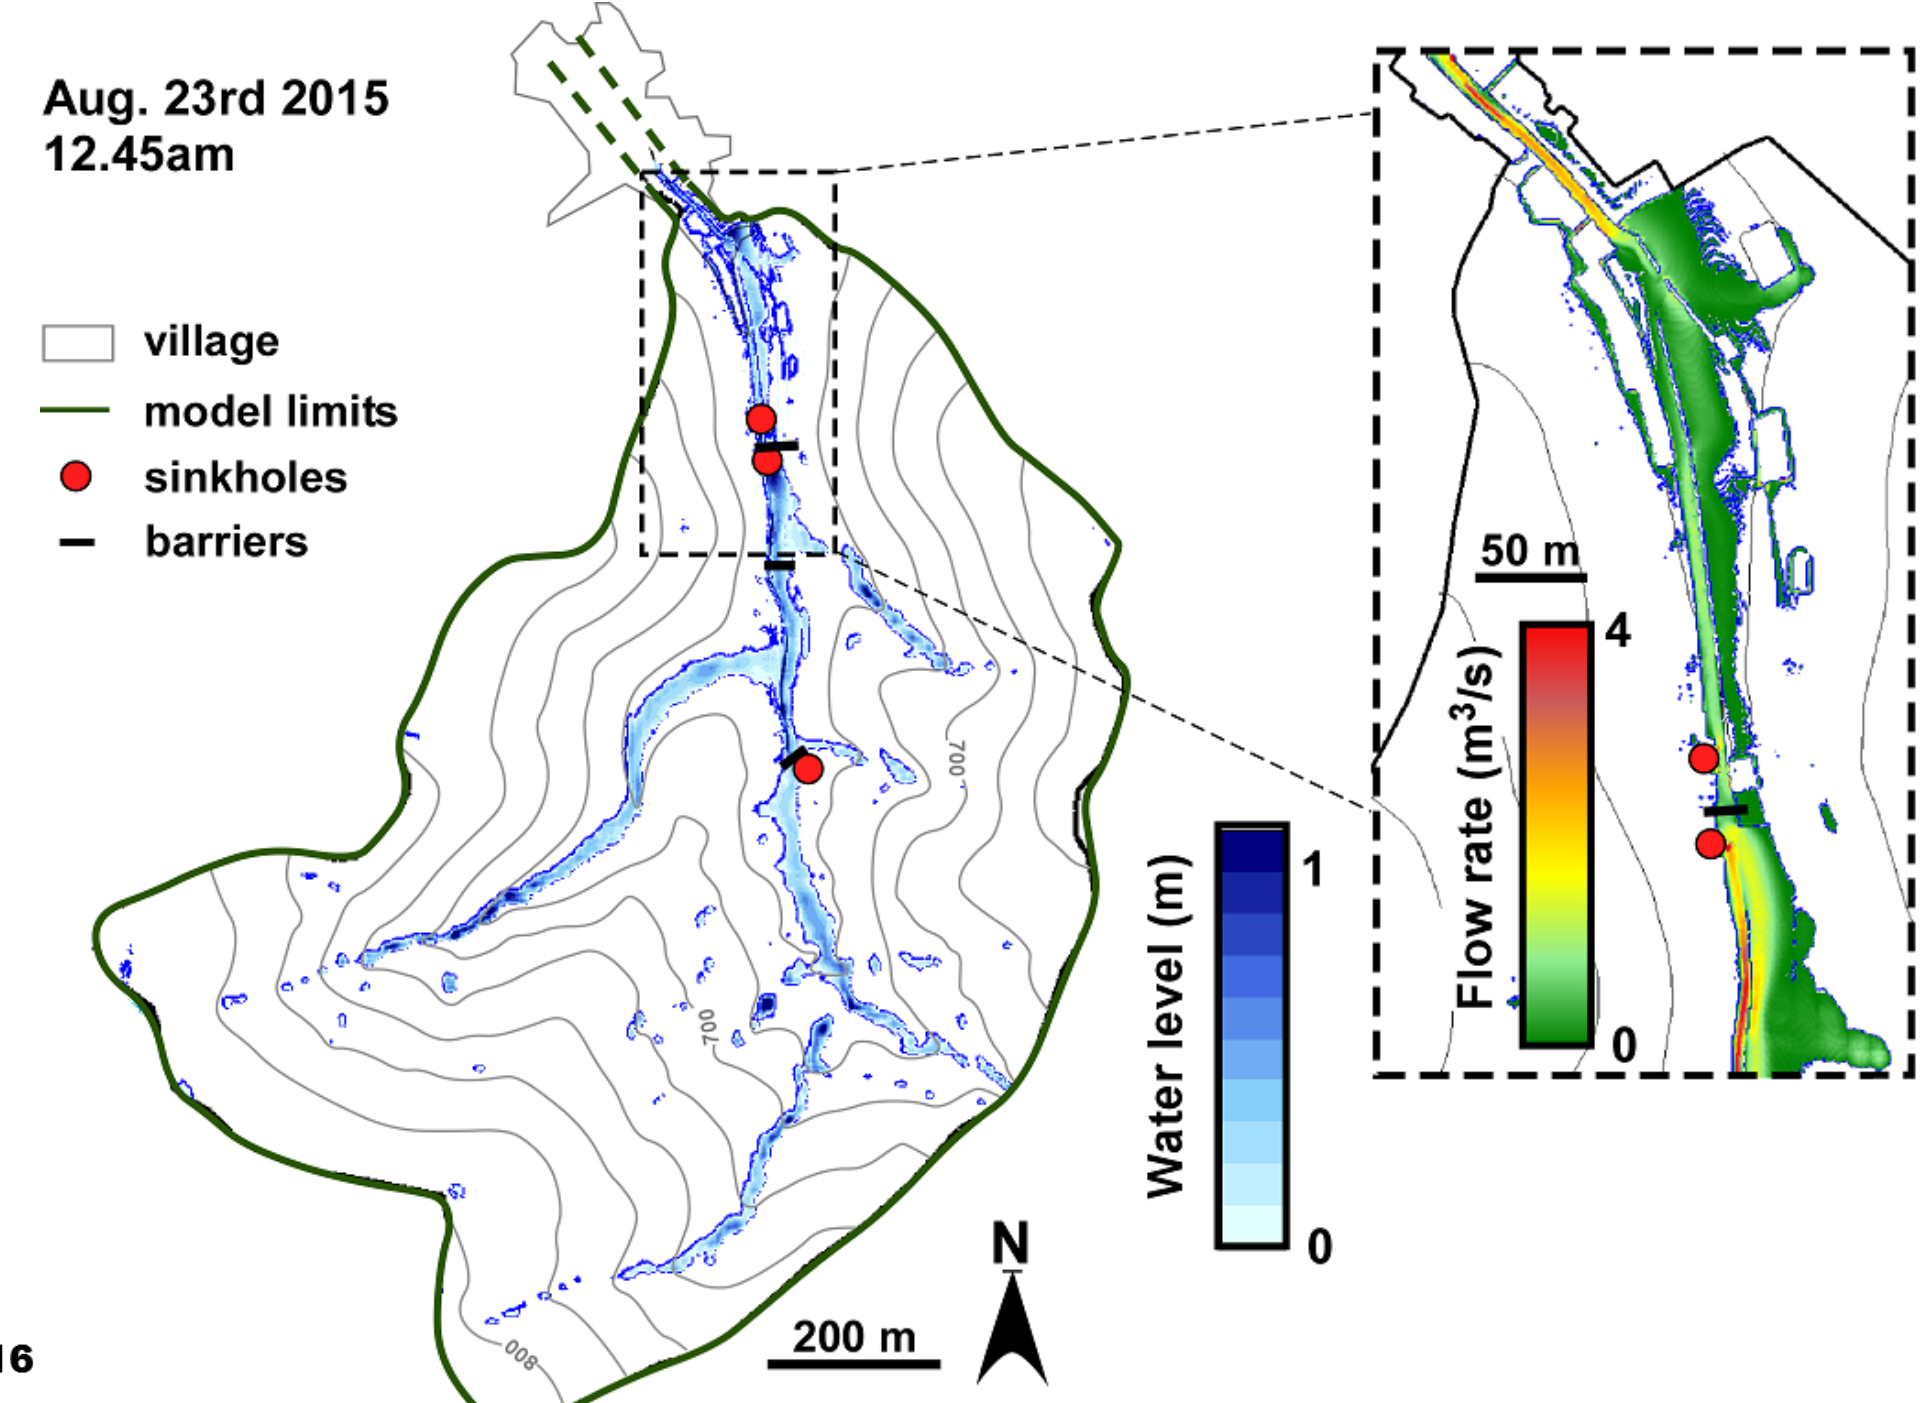 Aug. 23rd 2015
12.45am
village
model limits
sinkholes
barriers
700
700
800
16
200 m
N
Water level (m)
1
0
50 m
Flow rate (m³/s)
4
0